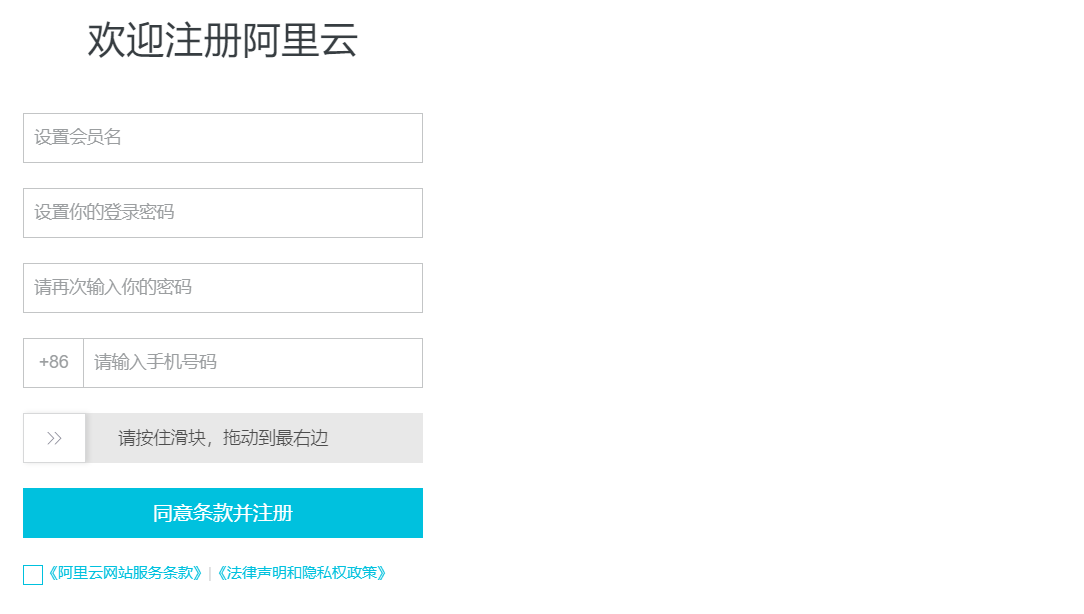 欢迎注册阿里云
设置会员名
设置你的登录密码
请再次输入你的密码
+86 请输入手机号码
请按住滑块，拖动到最右边
同意条款并注册
《阿里云网站服务条款》|《法律声明和隐私权政策》